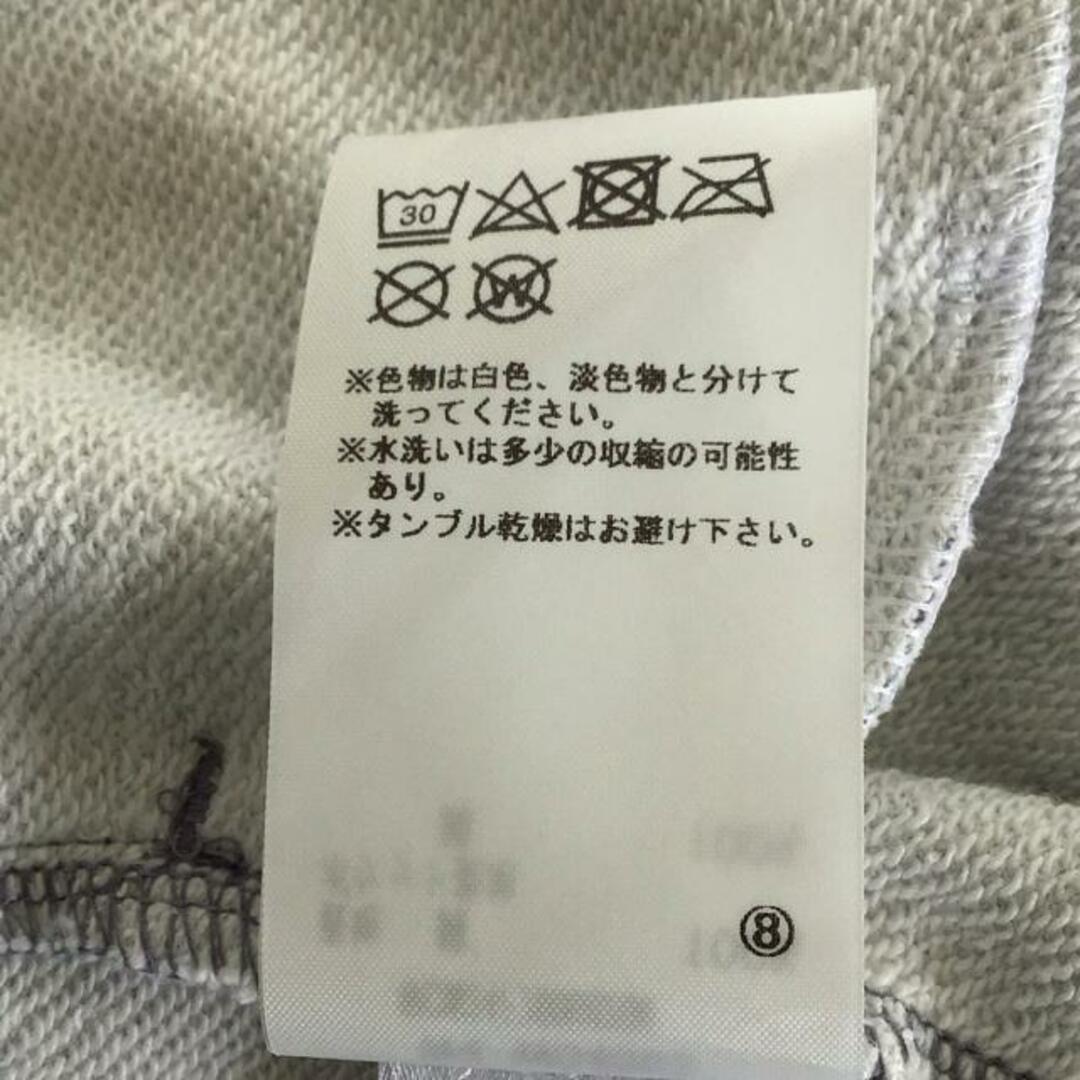 30
W
※色物は白色、淡色物と分けて
洗ってください。
※水洗いは多少の収縮の可能性
あり。
※タンブル乾燥はお避け下さい。
⑧